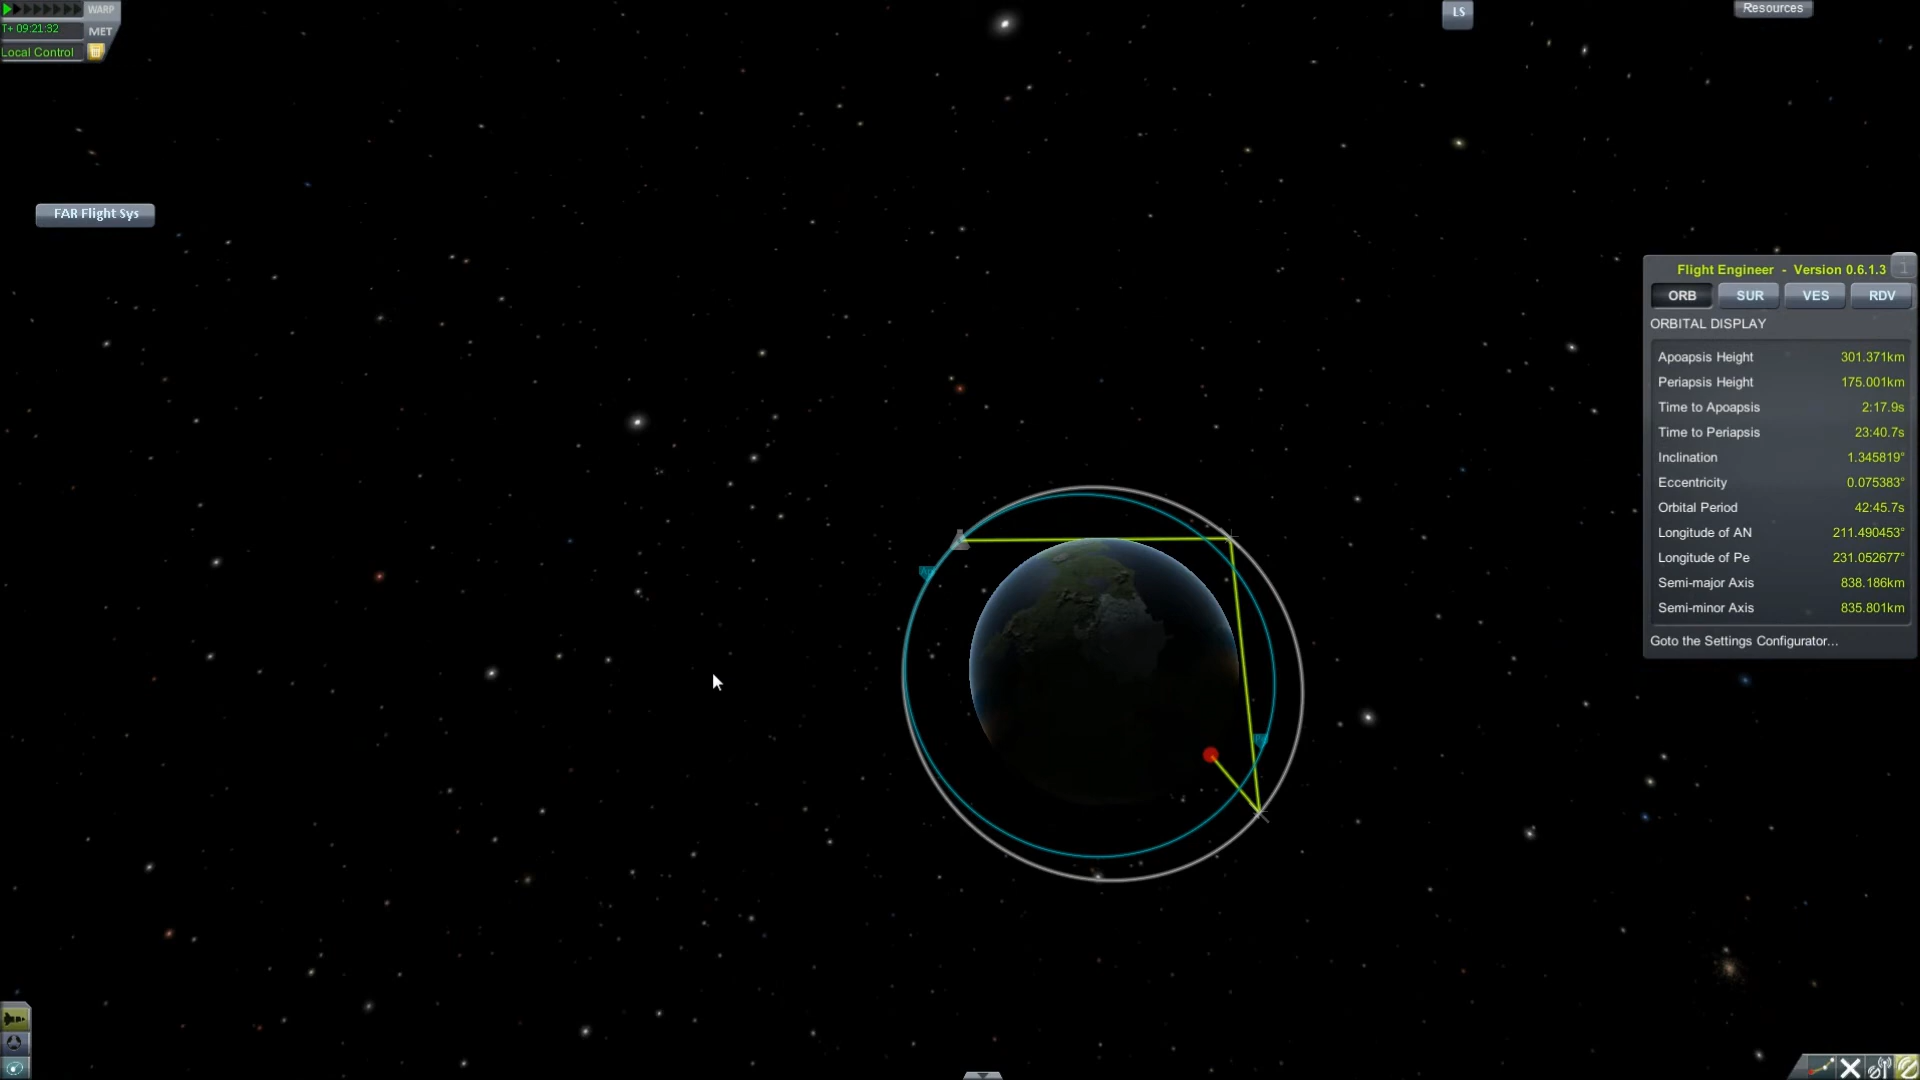 WARP
T+ 09:21:32
MET
Local Control
LS
Resources
FAR Flight Sys
Flight Engineer - Version 0.6.1.3
ORB SUR VES RDV
ORBITAL DISPLAY
Apoapsis Height 301.371km
Periapsis Height 175.001km
Time to Apoapsis 2:17.9s
Time to Periapsis 23:40.7s
Inclination 1.345819°
Eccentricity 0.075383°
Orbital Period 42:45.7s
Longitude of AN 211.490453°
Longitude of Pe 231.052677°
Semi-major Axis 838.186km
Semi-minor Axis 835.801km
Goto the Settings Configurator...